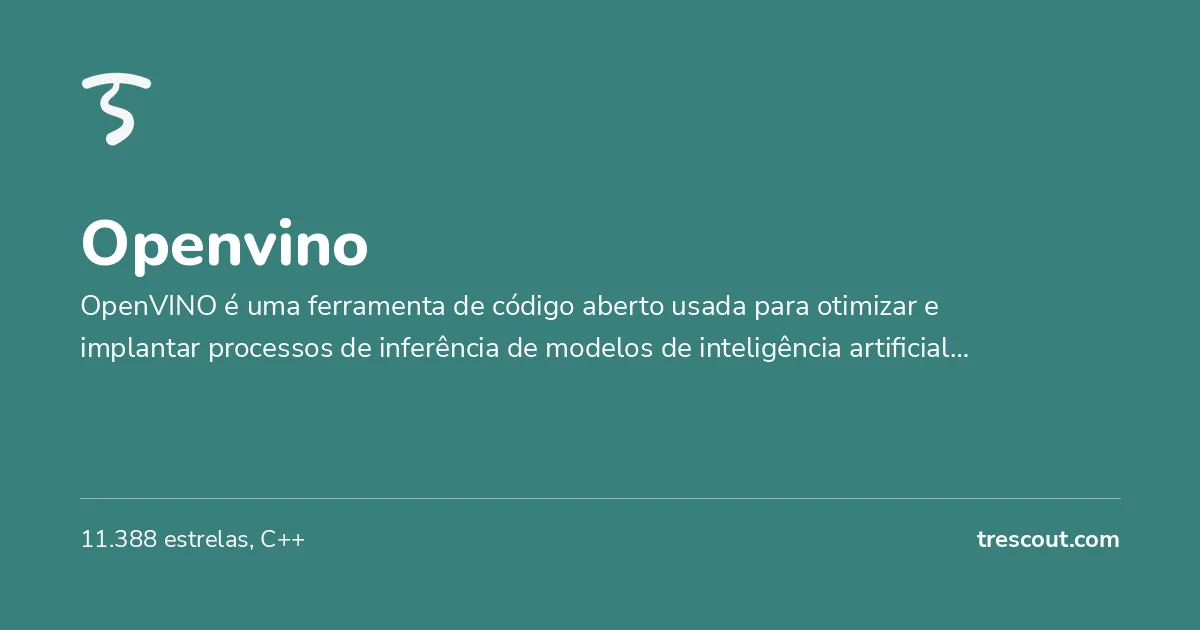 Openvino
OpenVINO é uma ferramenta de código aberto usada para otimizar e
implantar processos de inferência de modelos de inteligência artificial...
11.388 estrelas, C++
trescout.com